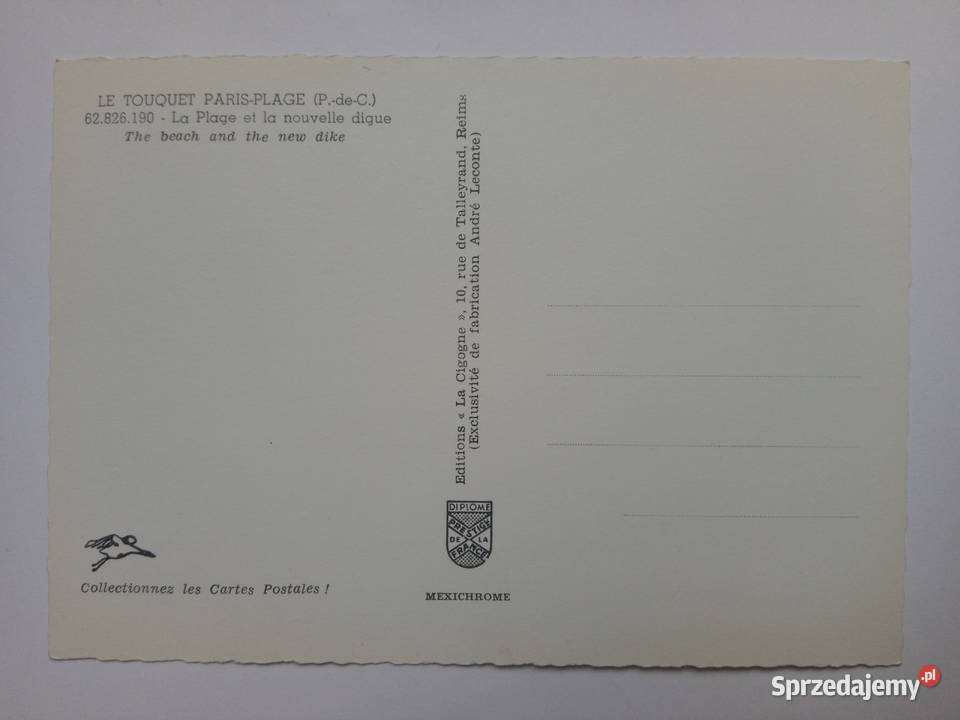 LE TOUQUET PARIS-PLAGE (P.-de-C.)
62.826.190 - La Plage et la nouvelle digue
The beach and the new dike
Editions « La Cigogne », 10, rue de Talleyrand, Reims
(Exclusivité de fabrication André Leconte)
DIPLOME
PRESTIGE
DE LA
FRANCE
MEXICHROME
Collectionnez les Cartes Postales !
Sprzedajemy.pl